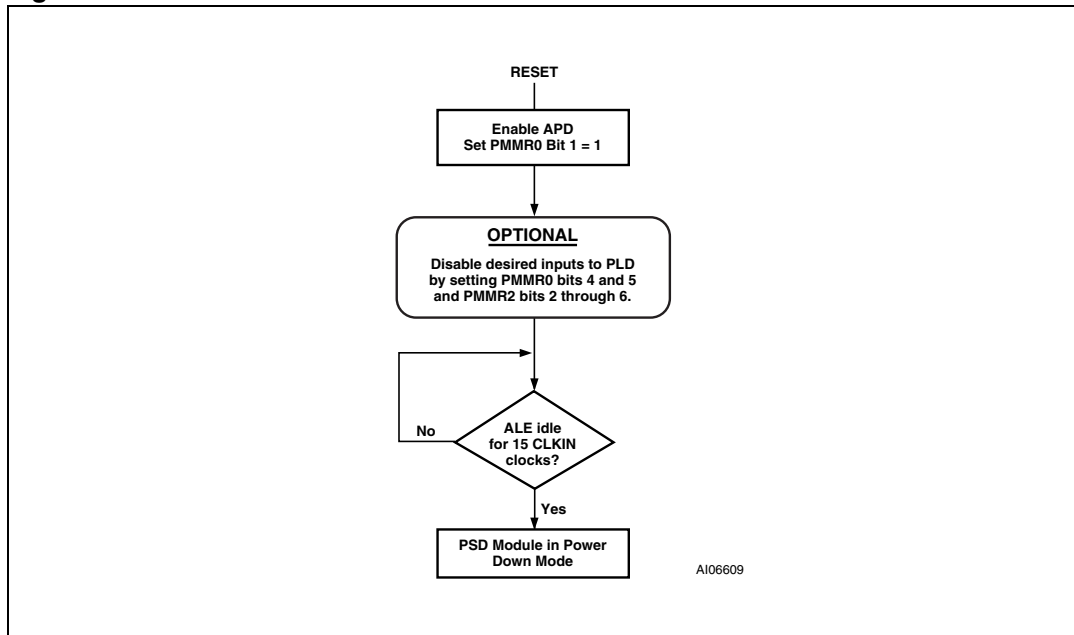 RESET
Enable APD
Set PMMR0 Bit 1 = 1
OPTIONAL
Disable desired inputs to PLD
by setting PMMR0 bits 4 and 5
and PMMR2 bits 2 through 6.
No
ALE idle
for 15 CLKIN
clocks?
Yes
PSD Module in Power
Down Mode
AI06609